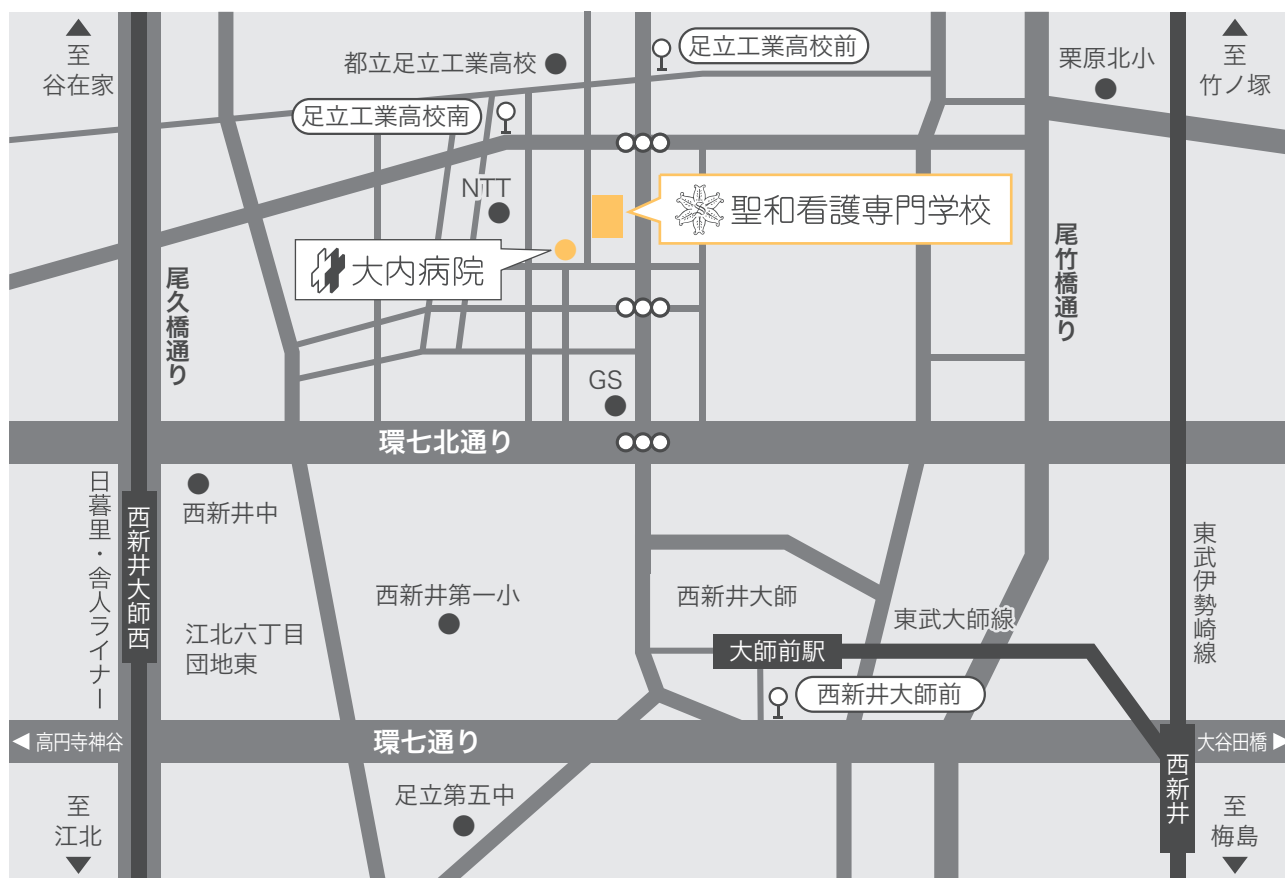 至
谷在家
都立足立工業高校
足立工業高校前
栗原北小
至
竹ノ塚
足立工業高校南
NTT
聖和看護専門学校
大内病院
尾久橋通り
尾竹橋通り
GS
環七北通り
日暮里・舎人ライナー
西新井大師西
西新井中
西新井第一小
西新井大師
東武大師線
東武伊勢崎線
江北六丁目
団地東
大師前駅
西新井大師前
高円寺神谷
環七通り
大谷田橋
西新井
足立第五中
至
江北
至
梅島